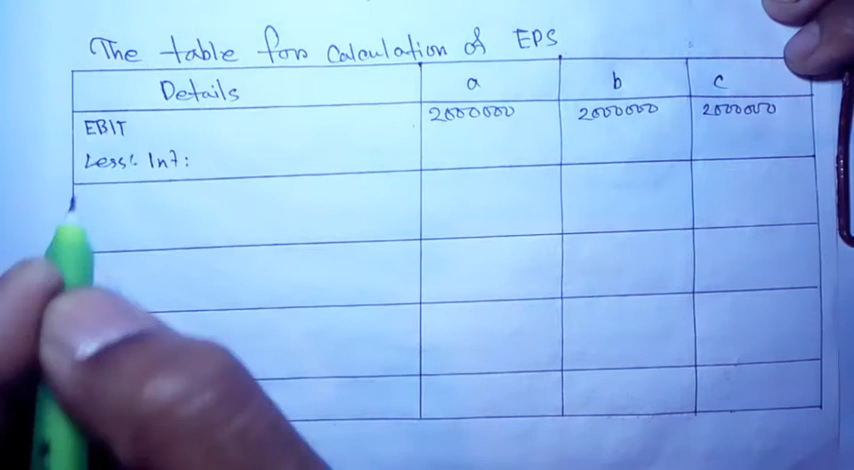 The table for calculation of EPS
Details a b c
EBIT 2000000 2000000 2000000
Less: Int: